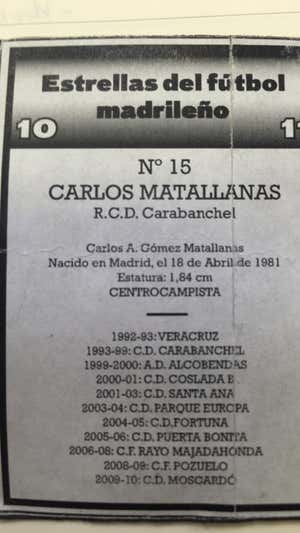 Estrellas del fútbol
madrileño
10
Nº 15
CARLOS MATALLANAS
R.C.D. Carabanchel
Carlos A. Gómez Matallanas
Nacido en Madrid, el 18 de Abril de 1981
Estatura: 1,84 cm
CENTROCAMPISTA
1992-93: VERACRUZ
1993-99: C.D. CARABANCHEL
1999-2000: A.D. ALCOBENDAS
2000-01: C.D. COSLADA B
2001-03: C.D. SANTA ANA
2003-04: C.D. PARQUE EUROPA
2004-05: C.D. FORTUNA
2005-06: C.D. PUERTA BONITA
2006-08: C.F. RAYO MAJADAHONDA
2008-09: C.F. POZUELO
2009-10: C.D. MOSCARDÓ